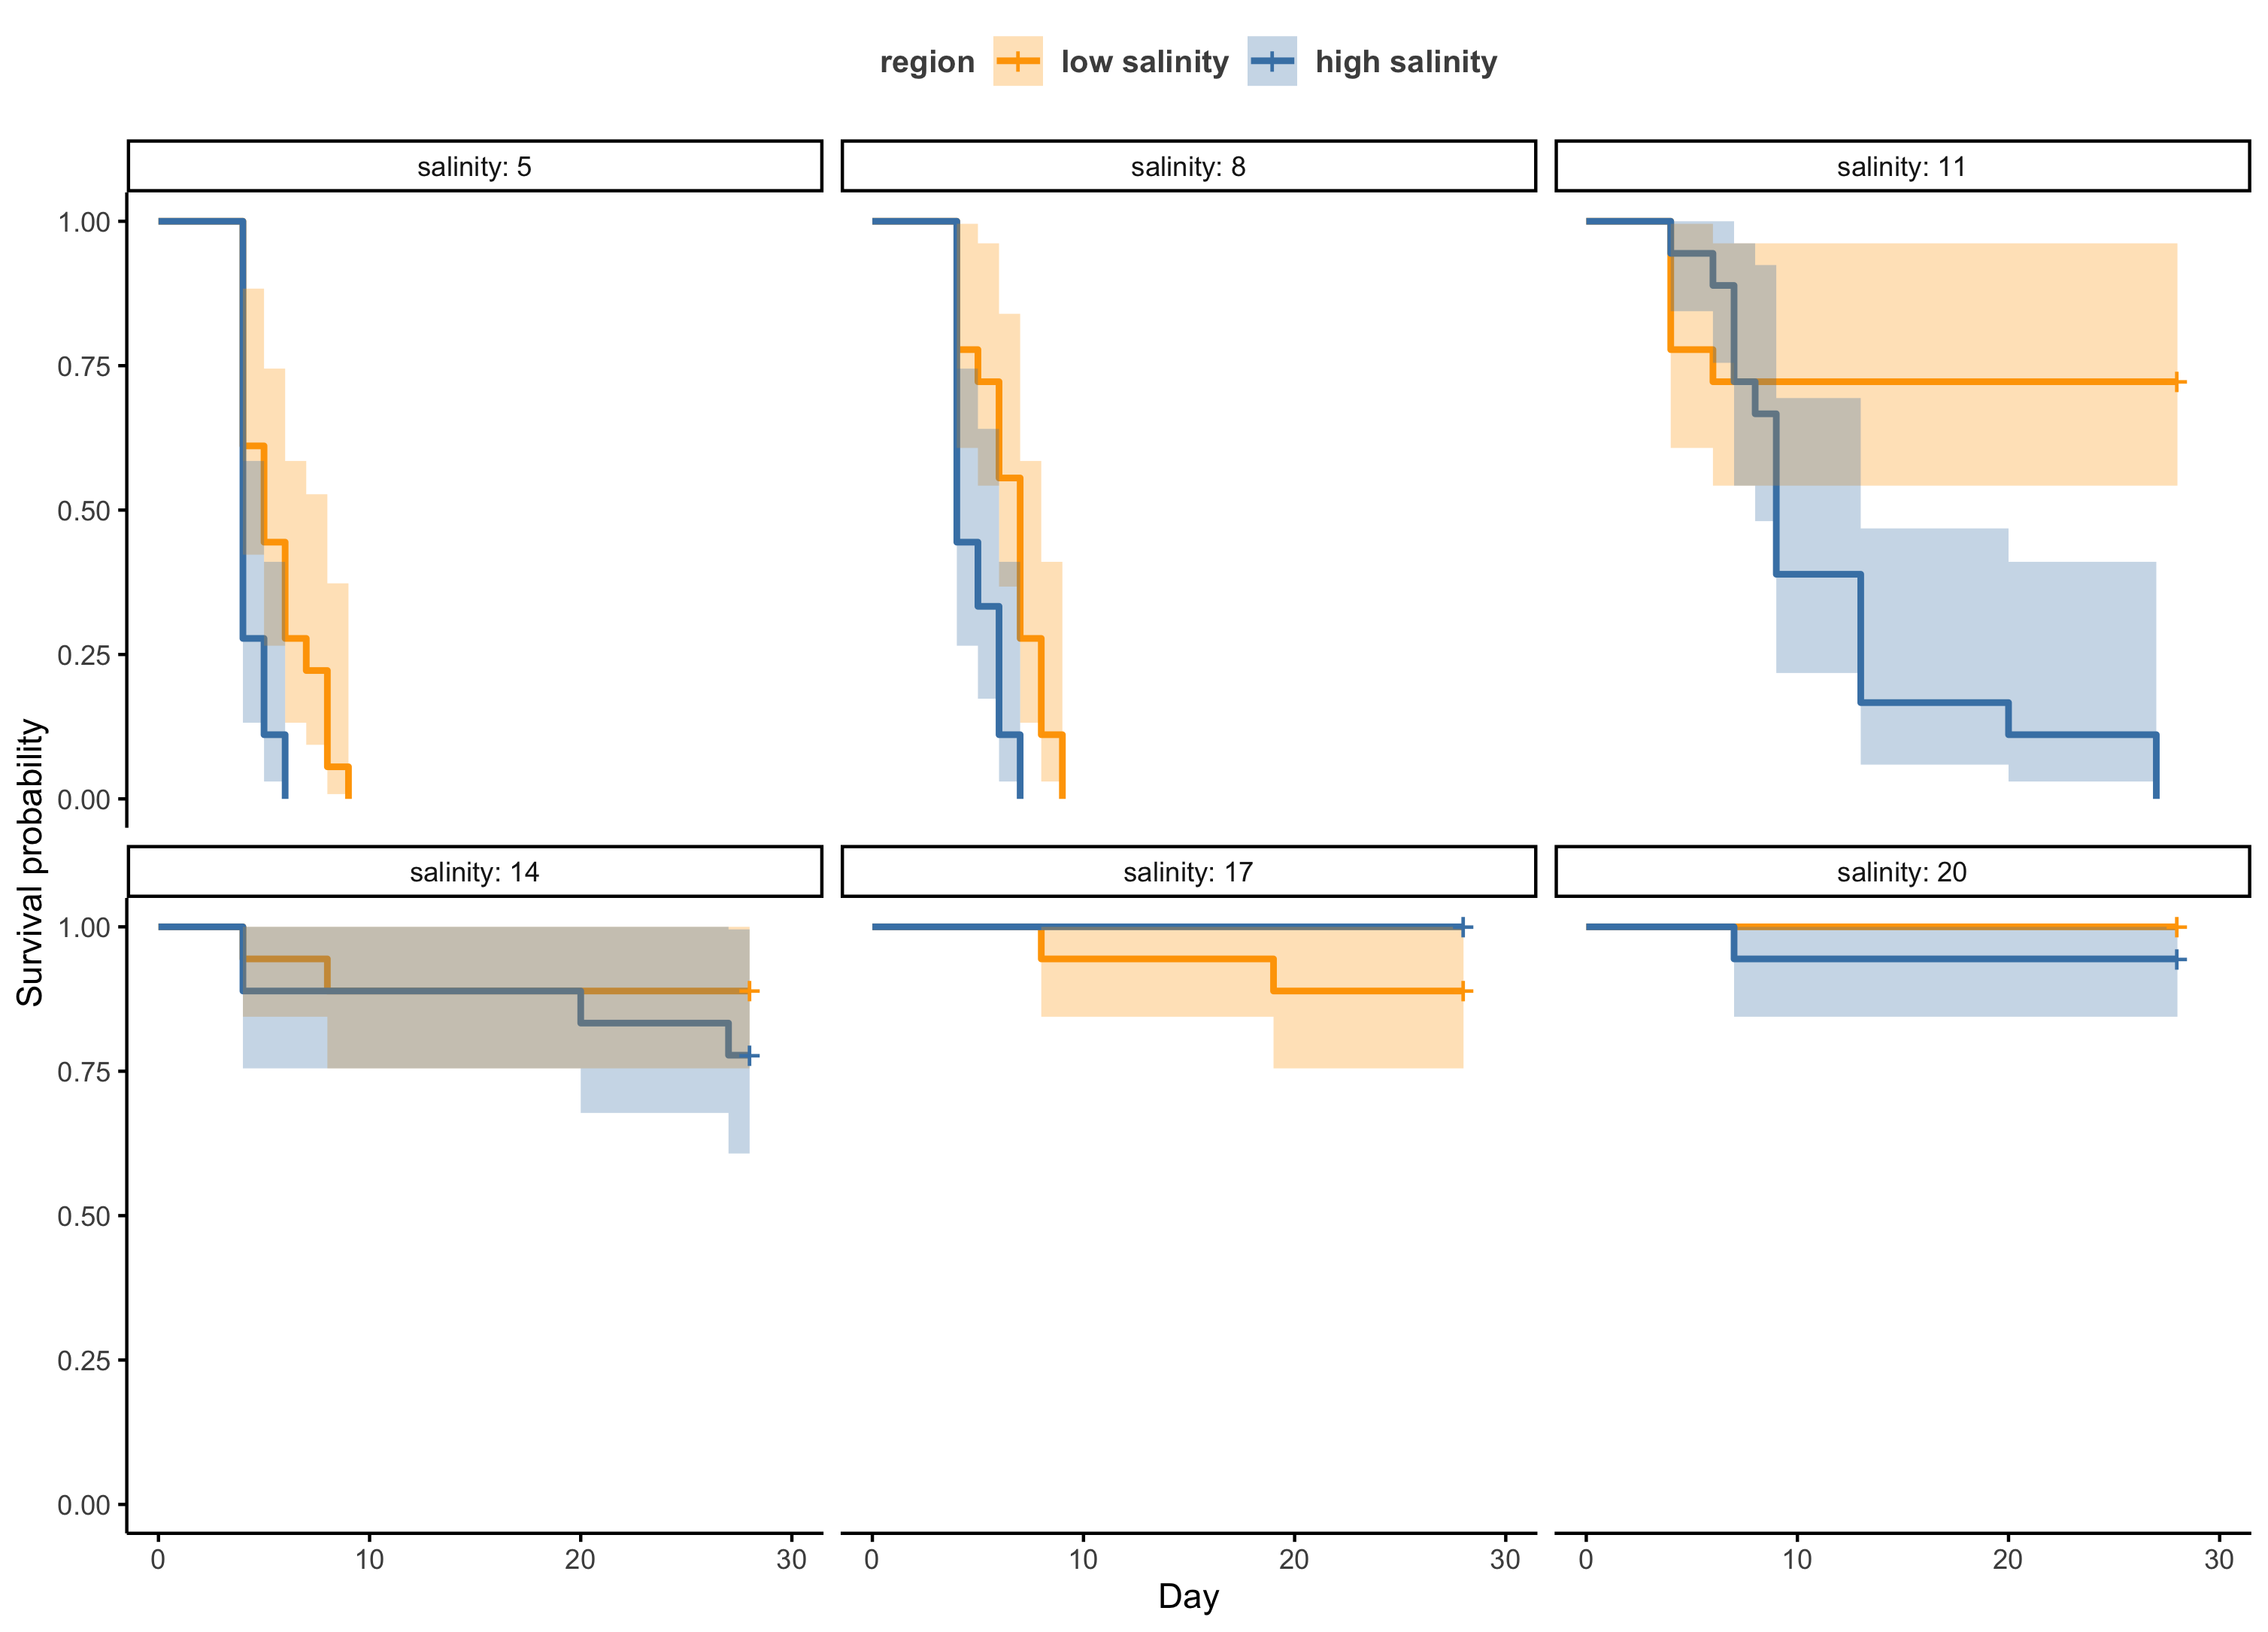 region low salinity high salinity
salinity: 5 salinity: 8 salinity: 11
1.00
0.75
0.50
0.25
0.00
Survival probability
salinity: 14 salinity: 17 salinity: 20
1.00
0.75
0.50
0.25
0.00
0 10 20 30 0 10 20 30 0 10 20 30
Day